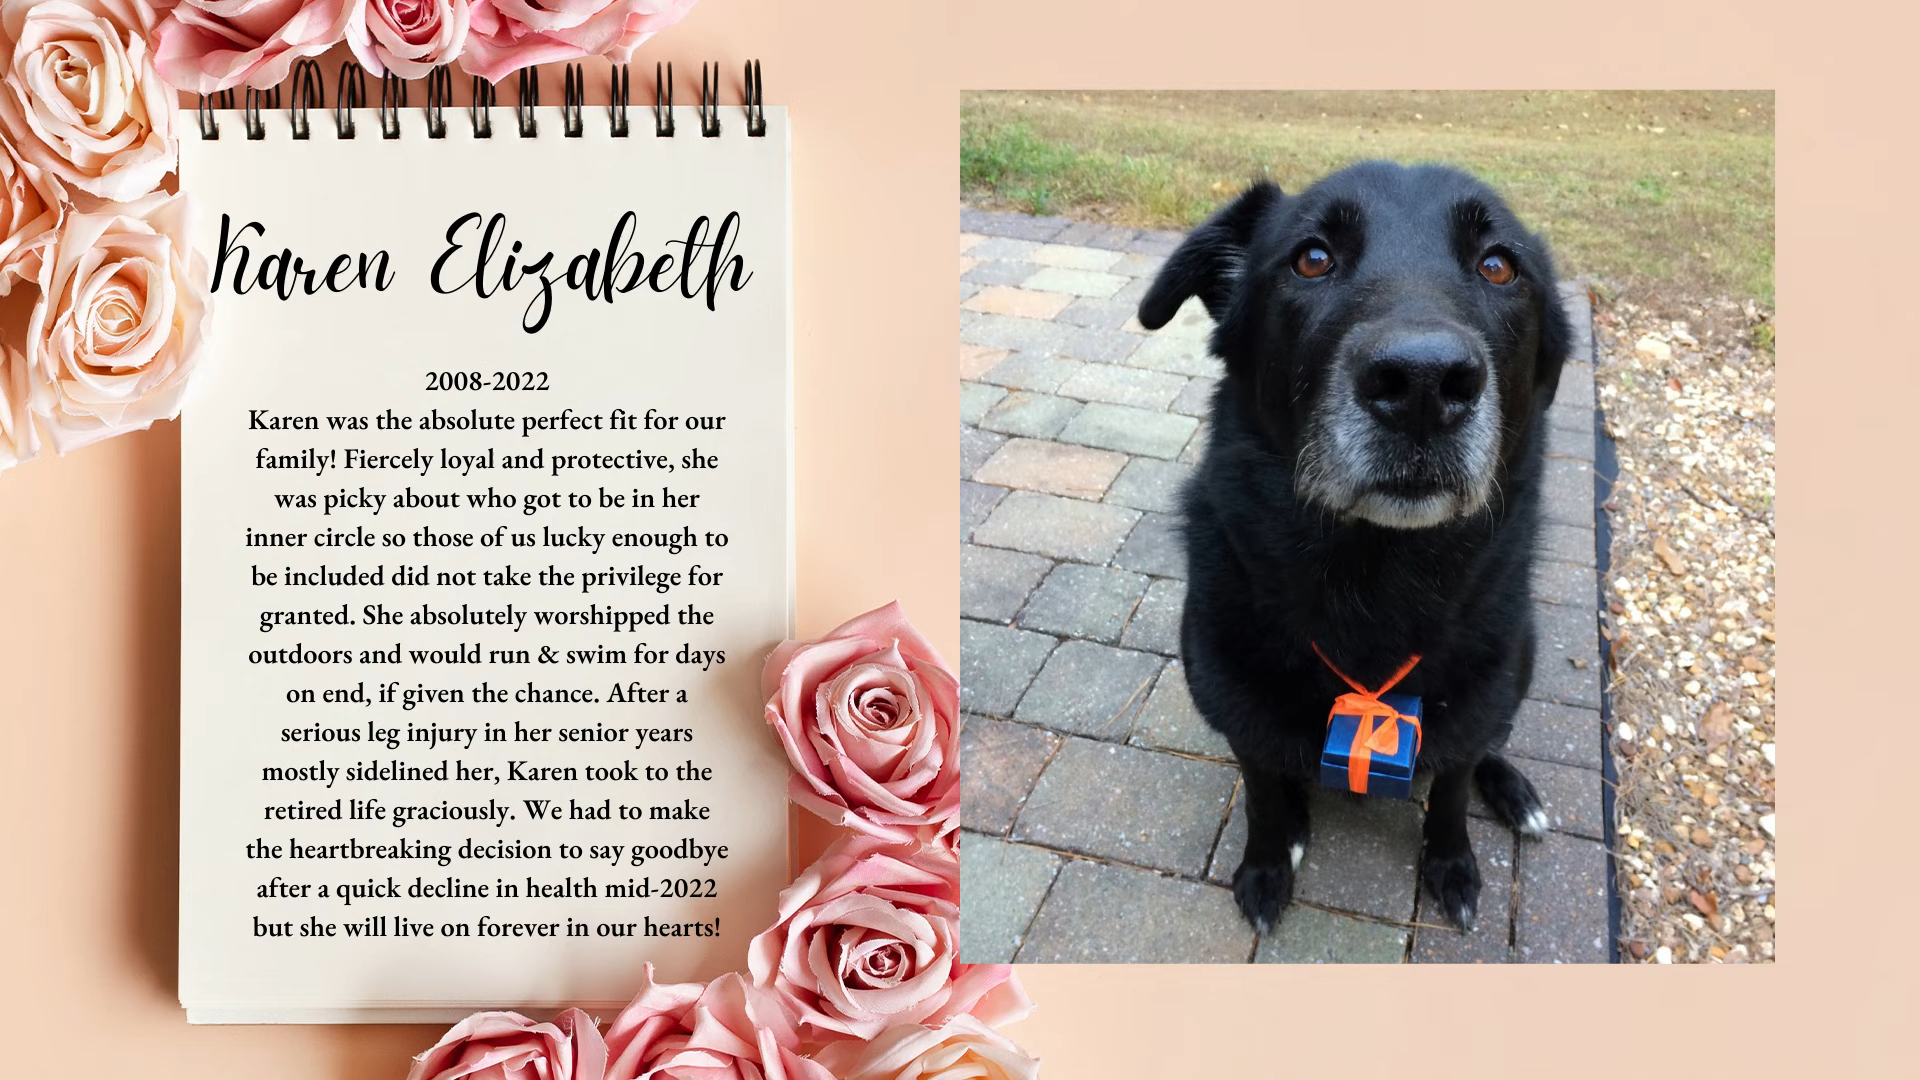 Karen Elizabeth
2008-2022
Karen was the absolute perfect fit for our
family! Fiercely loyal and protective, she
was picky about who got to be in her
inner circle so those of us lucky enough to
be included did not take the privilege for
granted. She absolutely worshipped the
outdoors and would run & swim for days
on end, if given the chance. After a
serious leg injury in her senior years
mostly sidelined her, Karen took to the
retired life graciously. We had to make
the heartbreaking decision to say goodbye
after a quick decline in health mid-2022
but she will live on forever in our hearts!